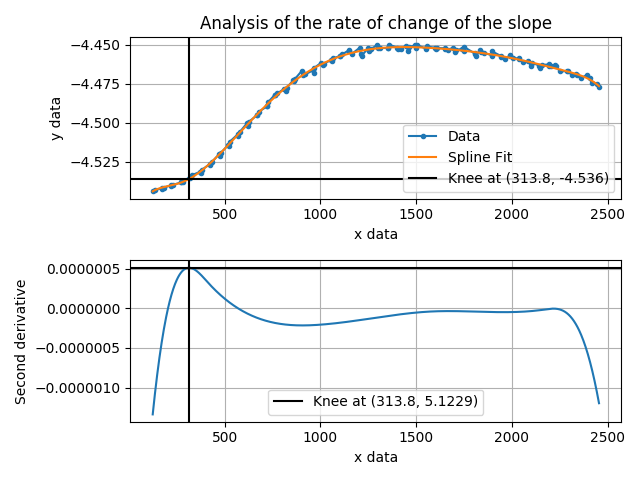 Analysis of the rate of change of the slope
y data
−4.450
−4.475
−4.500
−4.525
Data
Spline Fit
Knee at (313.8, -4.536)
500
1000
1500
2000
2500
x data
Second derivative
0.0000005
0.0000000
−0.0000005
−0.0000010
Knee at (313.8, 5.1229)
500
1000
1500
2000
2500
x data